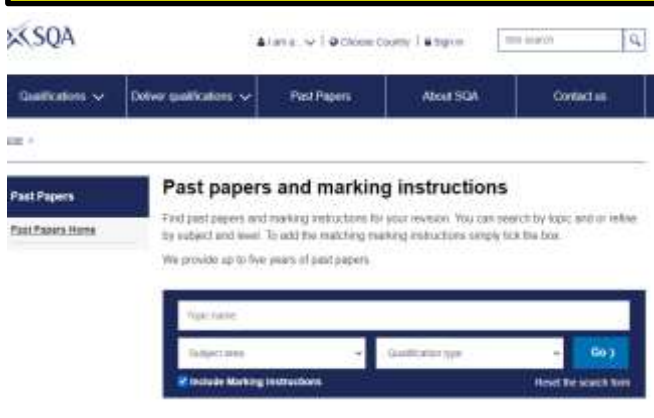 SQA
I am a... Choose Country Sign in
Site search
Qualifications Deliver qualifications Past Papers About SQA Contact us
Past Papers
Past Papers Home
Past papers and marking instructions
Find past papers and marking instructions for your revision. You can search by topic and or refine
by subject and level. To add the matching marking instructions simply tick the box.
We provide up to five years of past papers.
Topic name
Subject area Qualification type Go
Include Marking Instructions Reset the search form